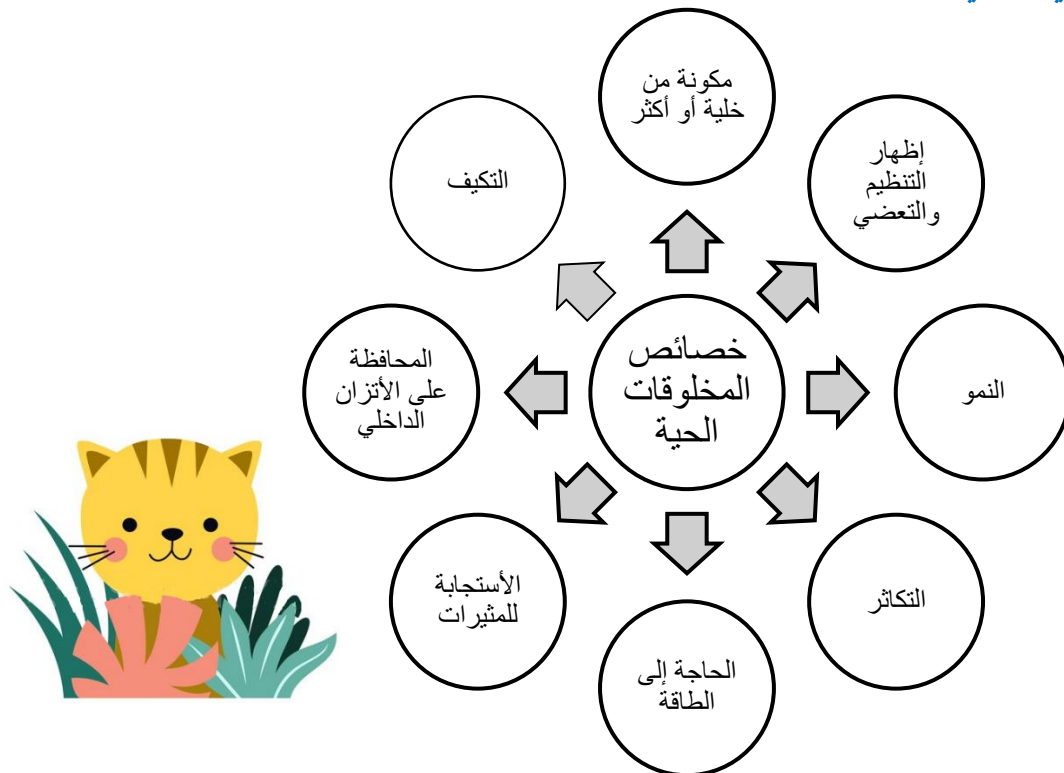 خصائص
المخلوقات
الحية
مكونة من
خلية أو أكثر
إظهار
التنظيم
والتعضي
النمو
التكاثر
الحاجة إلى
الطاقة
الأستجابة
للمثيرات
المحافظة
على الأتزان
الداخلي
التكيف